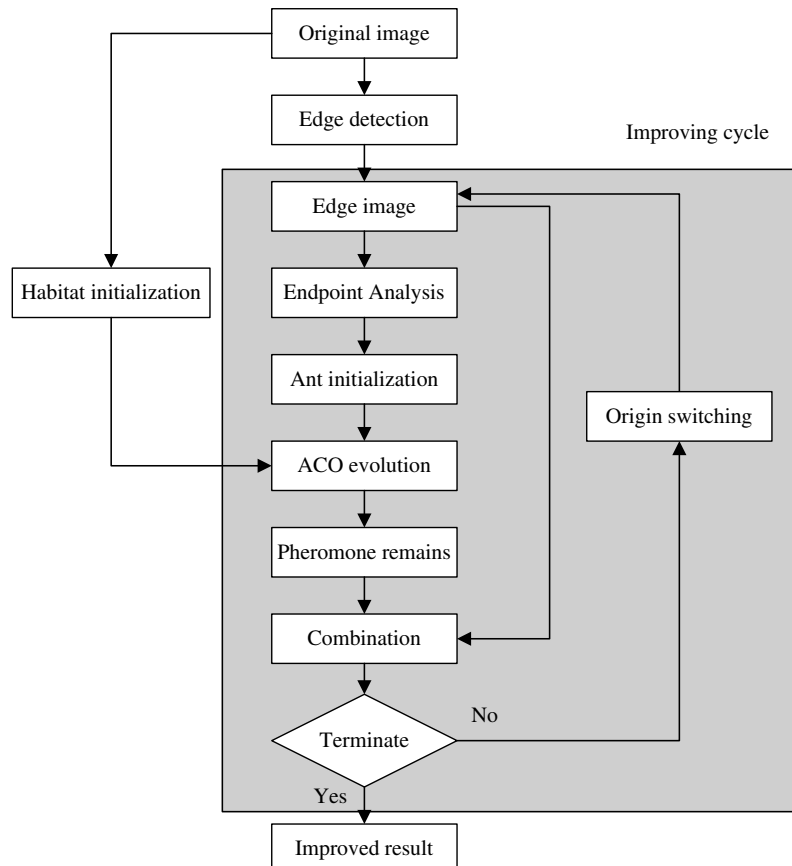 Original image
Edge detection
Improving cycle
Edge image
Habitat initialization
Endpoint Analysis
Ant initialization
Origin switching
ACO evolution
Pheromone remains
Combination
No
Terminate
Yes
Improved result